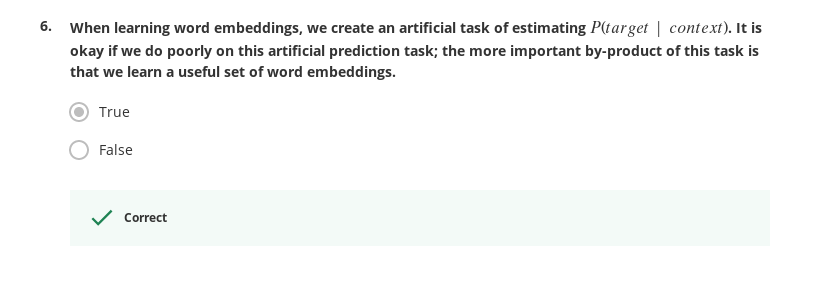 6. When learning word embeddings, we create an artificial task of estimating P(target | context). It is
okay if we do poorly on this artificial prediction task; the more important by-product of this task is
that we learn a useful set of word embeddings.
True
False
Correct